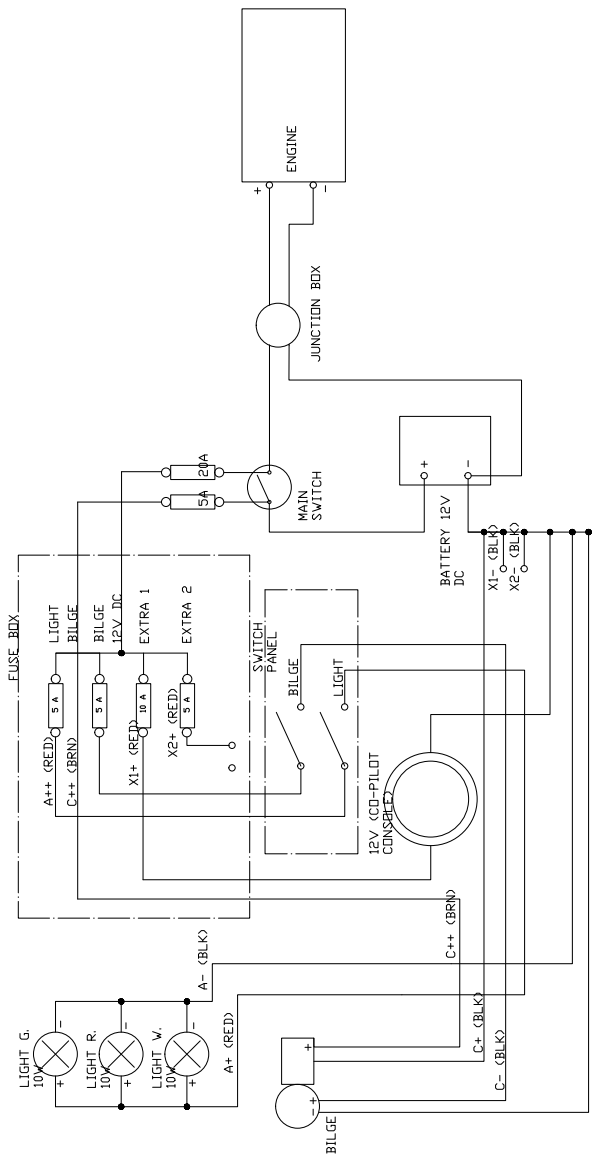 ENGINE
+
-
JUNCTION BOX
20A
5A
MAIN
SWITCH
+
-
BATTERY 12V
DC
X1- (BLK)
X2- (BLK)
FUSE BOX
LIGHT
BILGE
BILGE
12V DC
EXTRA 1
EXTRA 2
5 A
5 A
10 A
5 A
A++ (RED)
C++ (BRN)
X1+ (RED)
X2+ (RED)
SWITCH
PANEL
BILGE
LIGHT
12V (CO-PILOT
CONSOLE)
C++ (BRN)
A- (BLK)
A+ (RED)
C+ (BLK)
C- (BLK)
LIGHT G.
10W
-
+
LIGHT R.
10W
-
+
LIGHT W.
10W
-
+
+
-
+
BILGE